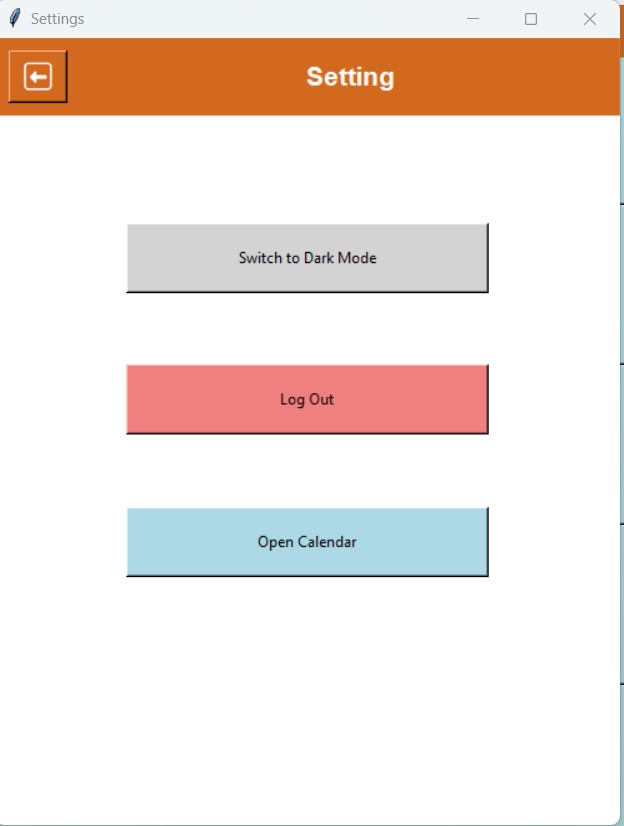 Settings
Setting
Switch to Dark Mode
Log Out
Open Calendar